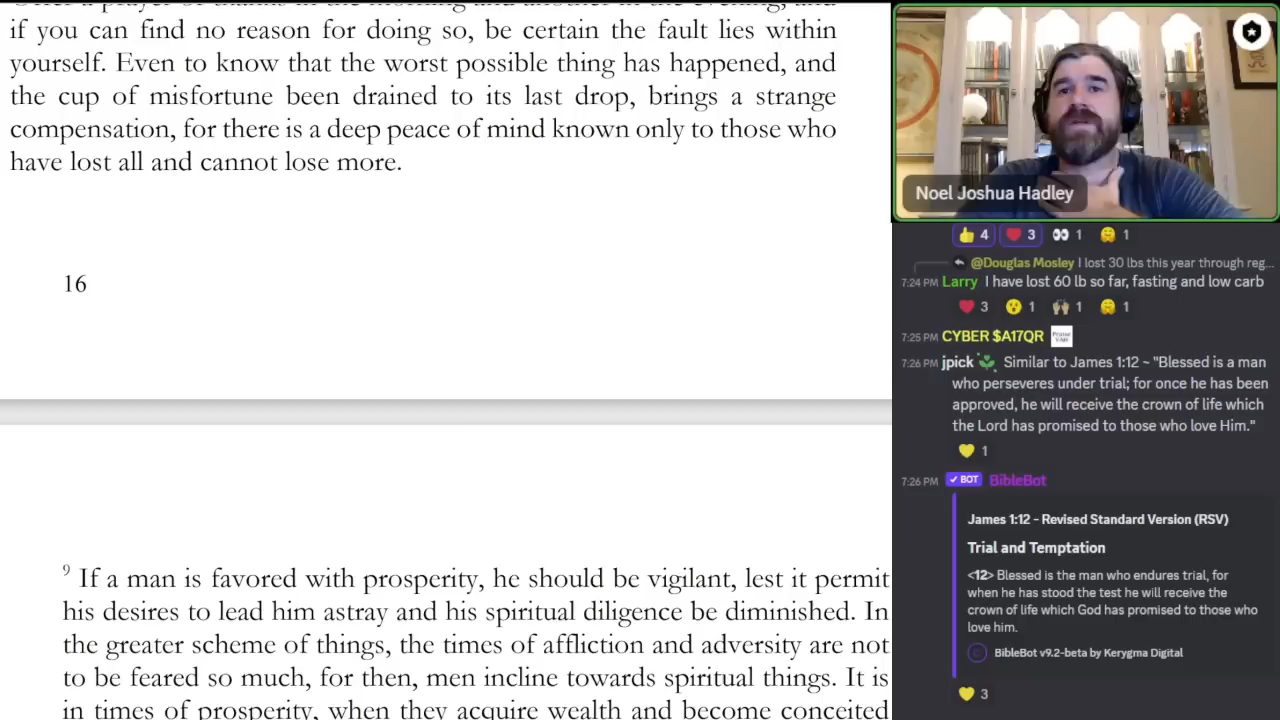 Offer a prayer of thanks in the morning and another in the evening, and
if you can find no reason for doing so, be certain the fault lies within
yourself. Even to know that the worst possible thing has happened, and
the cup of misfortune been drained to its last drop, brings a strange
compensation, for there is a deep peace of mind known only to those who
have lost all and cannot lose more.
16
9 If a man is favored with prosperity, he should be vigilant, lest it permit
his desires to lead him astray and his spiritual diligence be diminished. In
the greater scheme of things, the times of affliction and adversity are not
to be feared so much, for then, men incline towards spiritual things. It is
in times of prosperity, when they acquire wealth and become conceited
Noel Joshua Hadley
4 3 1 1
@Douglas Mosley I lost 30 lbs this year through reg...
7:24 PM Larry I have lost 60 lb so far, fasting and low carb
3 1 1 1
7:25 PM CYBER $A17QR
7:26 PM jpick Similar to James 1:12 ~ "Blessed is a man
who perseveres under trial; for once he has been
approved, he will receive the crown of life which
the Lord has promised to those who love Him."
1
7:26 PM ✓ BOT BibleBot
James 1:12 - Revised Standard Version (RSV)
Trial and Temptation
<12> Blessed is the man who endures trial, for
when he has stood the test he will receive the
crown of life which God has promised to those who
love him.
BibleBot v9.2-beta by Kerygma Digital
3